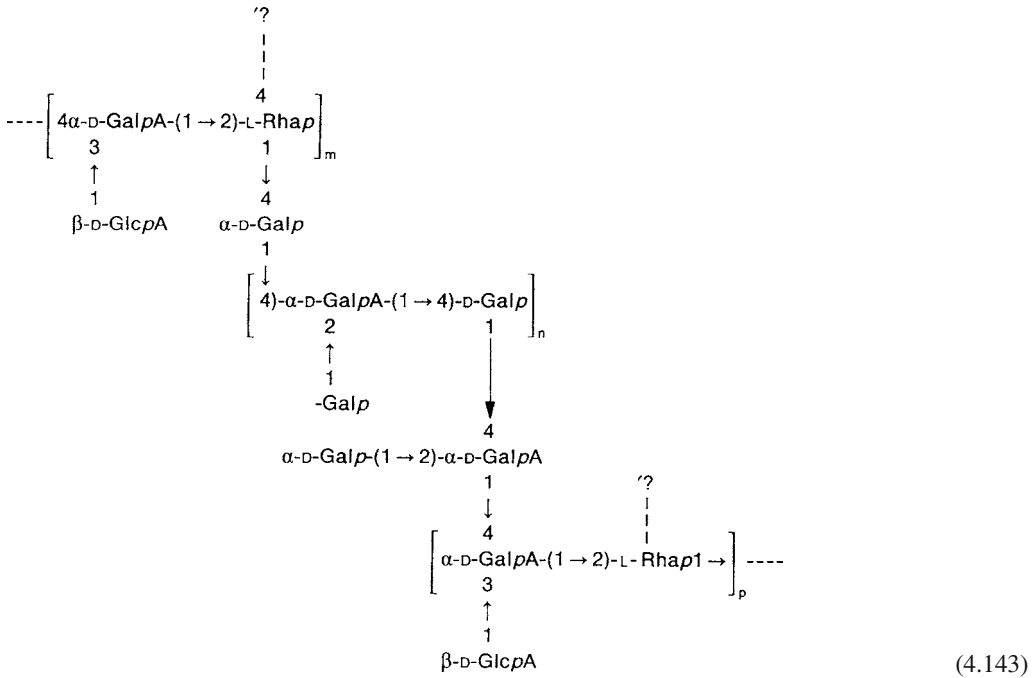 '?
4
4α-D-GalpA-(1 → 2)-L-Rhap
m
3 1
↑ ↓
1 4
β-D-GlcpA α-D-Galp
1
↓
4)-α-D-GalpA-(1 → 4)-D-Galp
n
2 1
↑
1
-Galp
4
α-D-Galp-(1 → 2)-α-D-GalpA
1
'?
↓
4
α-D-GalpA-(1 → 2)-L-Rhap1 →
p
3
↑
1
β-D-GlcpA
(4.143)